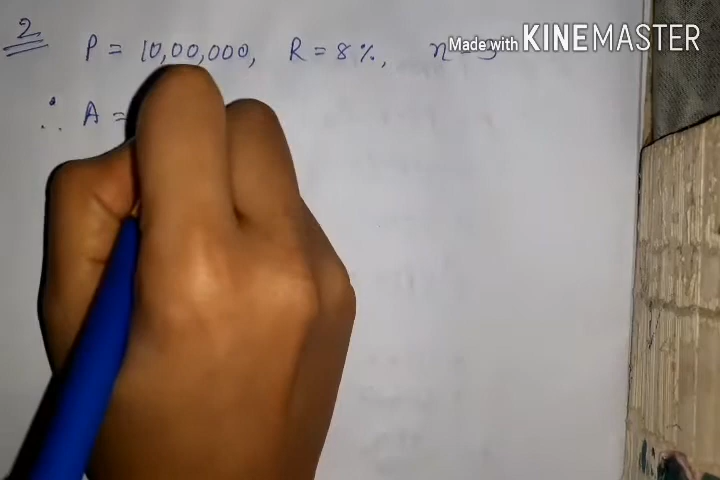 2
P = 10,00,000, R = 8%, n
∴ A =
Made with KINEMASTER